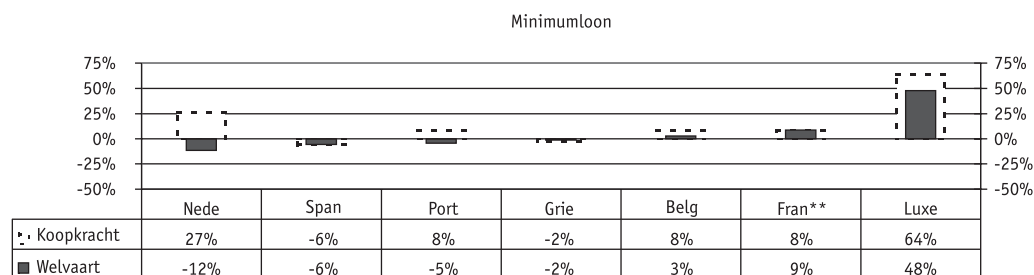 Minimumloon
75% 75%
50% 50%
25% 25%
0% 0%
-25% -25%
-50% -50%
Nede Span Port Grie Belg Fran** Luxe
Koopkracht 27% -6% 8% -2% 8% 8% 64%
Welvaart -12% -6% -5% -2% 3% 9% 48%